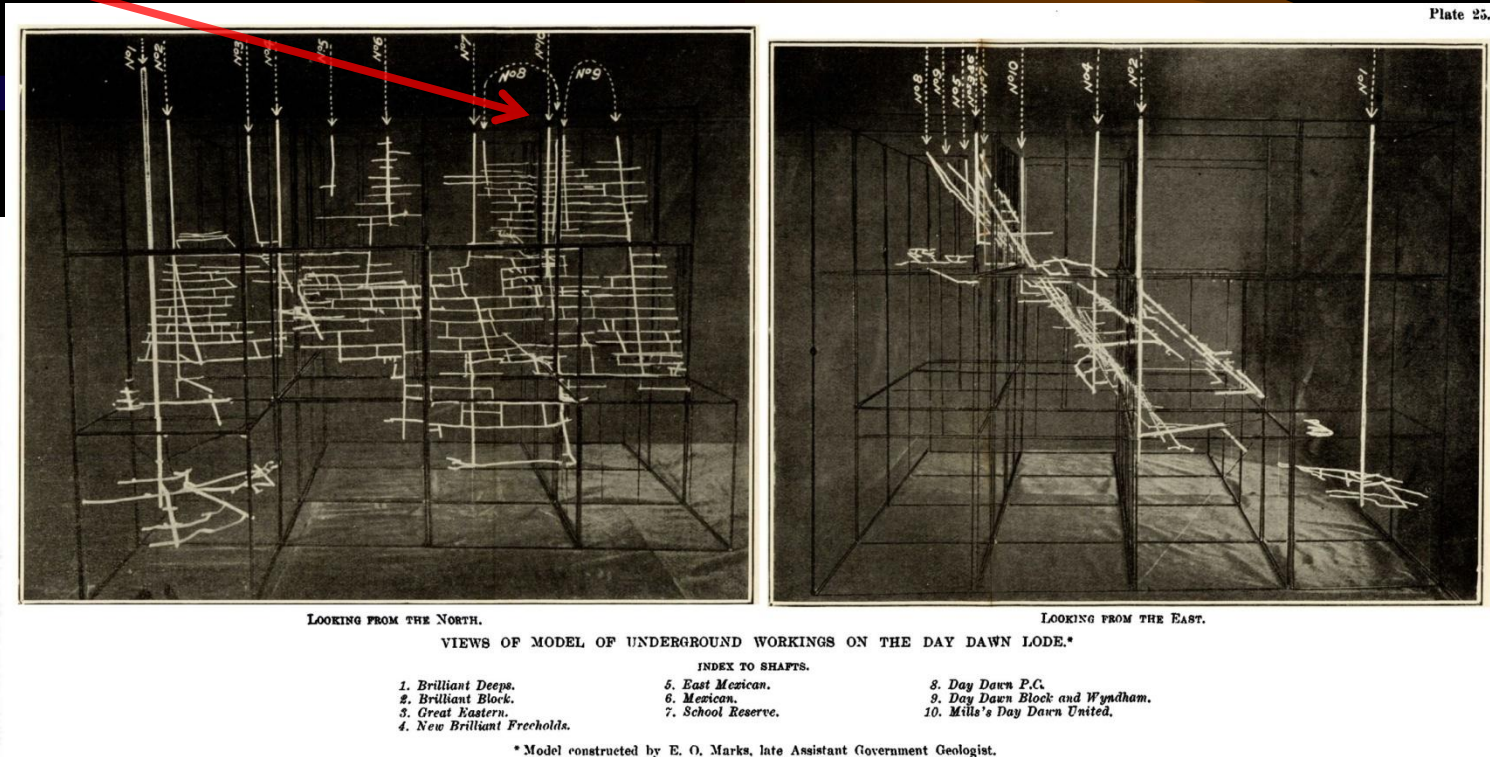 Plate 25.
Nº1
Nº2
Nº3
Nº4
Nº5
Nº6
Nº7
Nº8
Nº10
Nº9
Nº8
Nº9
Nº5
Nº3&6
Nº7
Nº10
Nº4
Nº2
Nº1
LOOKING FROM THE NORTH.
LOOKING FROM THE EAST.
VIEWS OF MODEL OF UNDERGROUND WORKINGS ON THE DAY DAWN LODE.*
INDEX TO SHAFTS.
1. Brilliant Deeps.
2. Brilliant Block.
3. Great Eastern.
4. New Brilliant Freeholds.
5. East Mexican.
6. Mexican.
7. School Reserve.
8. Day Dawn P.C.
9. Day Dawn Block and Wyndham.
10. Mills's Day Dawn United.
* Model constructed by E. O. Marks, late Assistant Government Geologist.